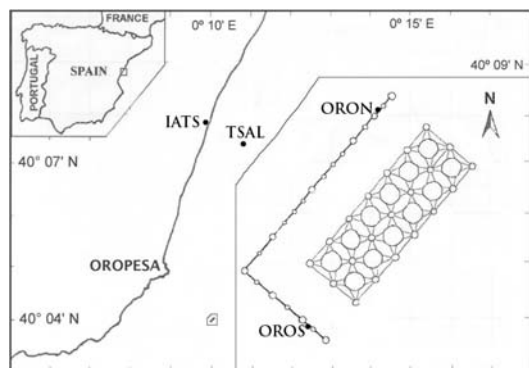 FRANCE
0° 10' E
0° 15' E
PORTUGAL
SPAIN
40° 09' N
ORON
N
IATS
TSAL
40° 07' N
OROPESA
40° 04' N
OROS